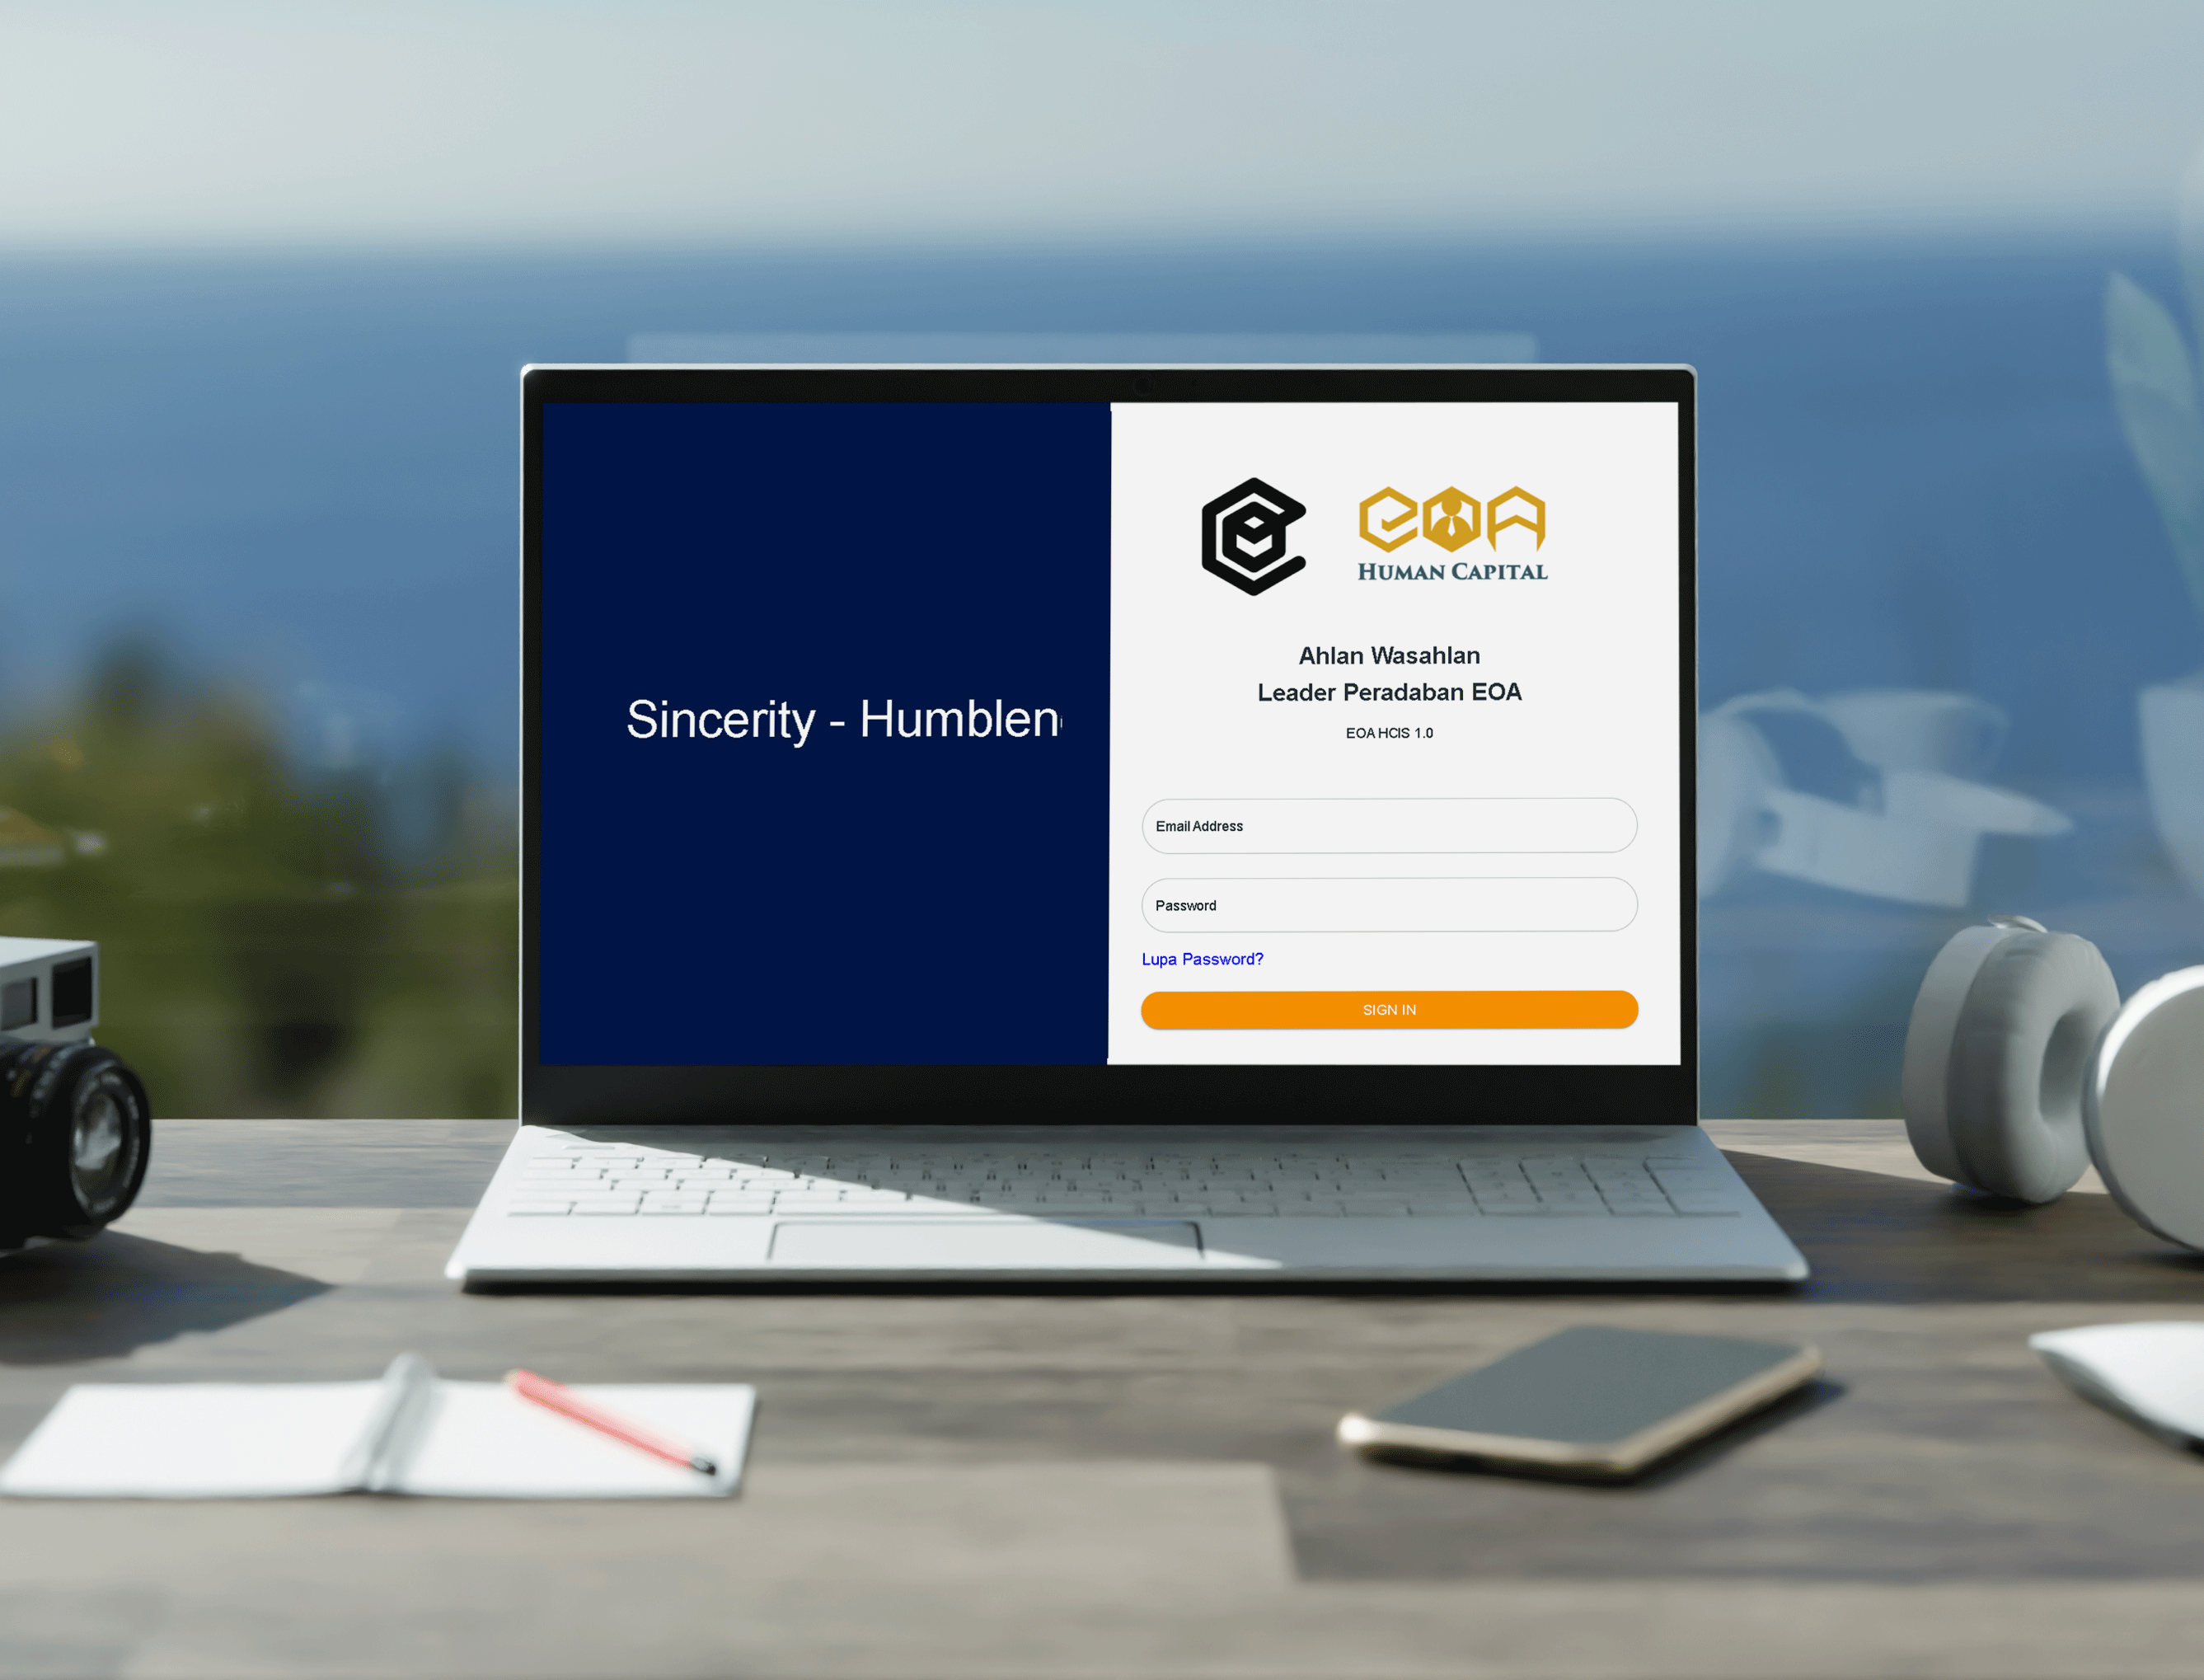 Sincerity - Humblen
eOA
HUMAN CAPITAL
Ahlan Wasahlan
Leader Peradaban EOA
EOA HCIS 1.0
Email Address
Password
Lupa Password?
SIGN IN